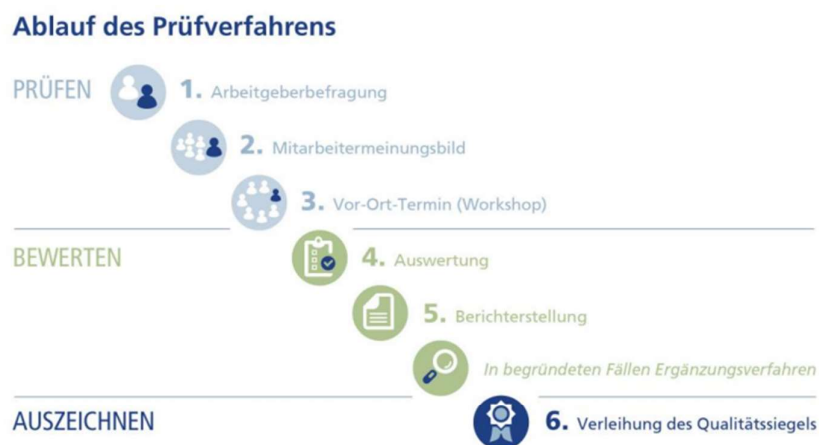 Ablauf des Prüfverfahrens
PRÜFEN 1. Arbeitgeberbefragung
2. Mitarbeitermeinungsbild
3. Vor-Ort-Termin (Workshop)
BEWERTEN 4. Auswertung
5. Berichterstellung
In begründeten Fällen Ergänzungsverfahren
AUSZEICHNEN 6. Verleihung des Qualitätssiegels